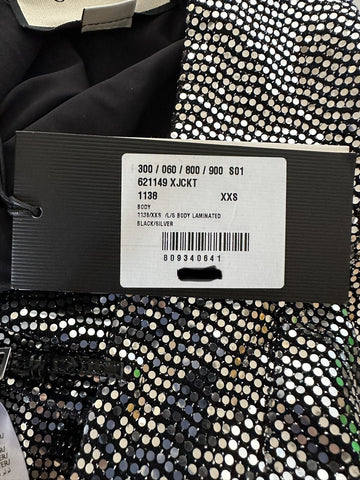 300 / 060 / 800 / 900 S01
621149 XJCKT
1138 XXS
BODY
1138/XXS /L/S BODY LAMINATED
BLACK/SILVER
809340641